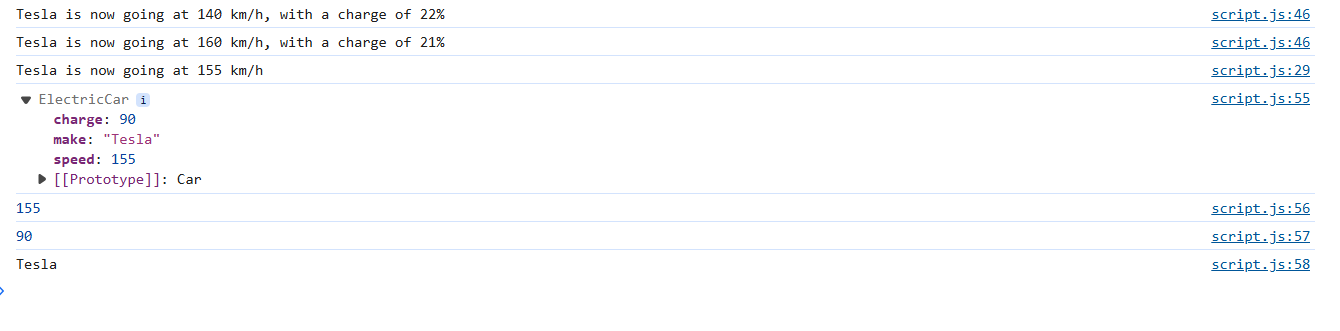 Tesla is now going at 140 km/h, with a charge of 22% script.js:46
Tesla is now going at 160 km/h, with a charge of 21% script.js:46
Tesla is now going at 155 km/h script.js:29
ElectricCar i script.js:55
charge: 90
make: "Tesla"
speed: 155
[[Prototype]]: Car
155 script.js:56
90 script.js:57
Tesla script.js:58